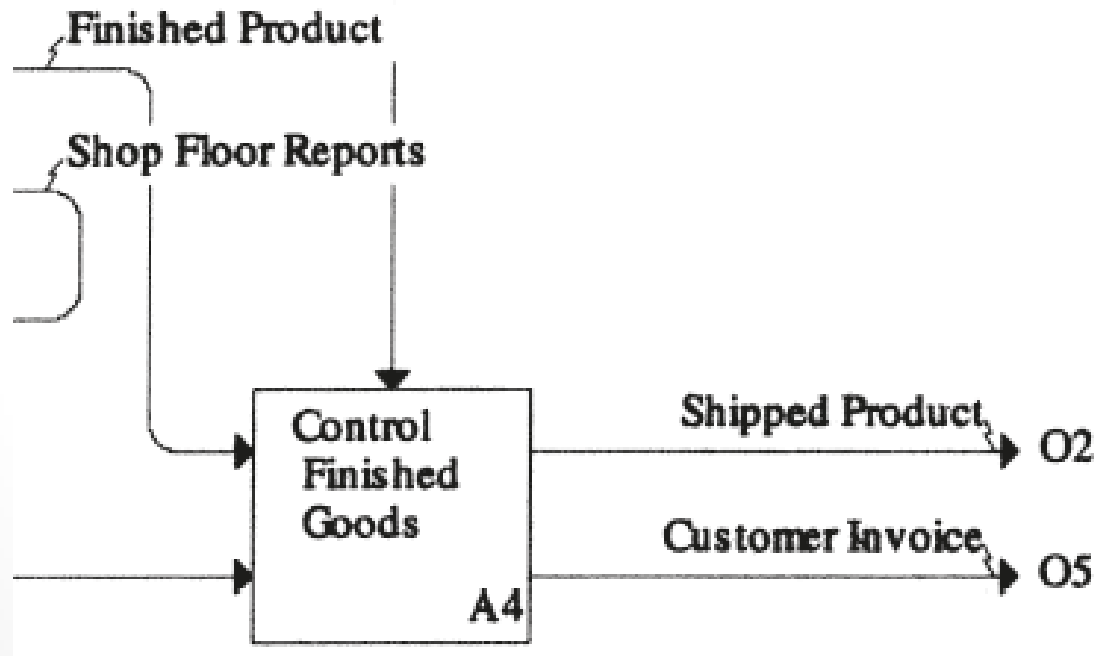 Finished Product
Shop Floor Reports
Control
Finished
Goods
A4
Shipped Product
O2
Customer Invoice
O5